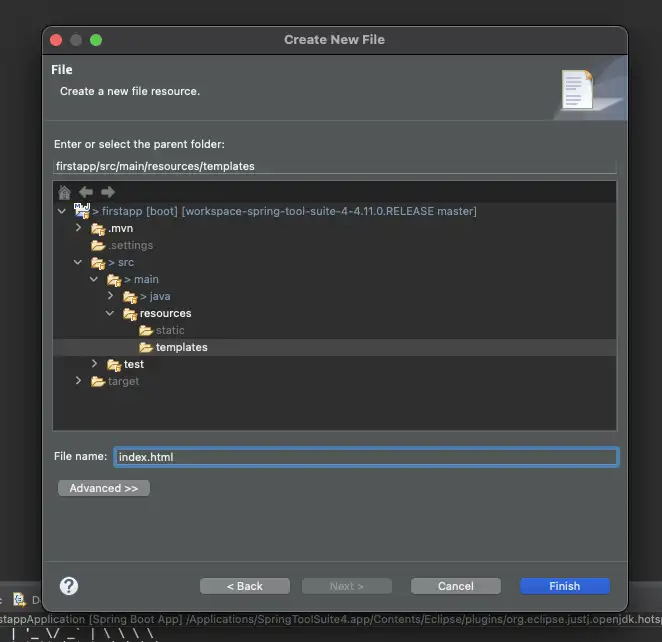 Create New File
File
Create a new file resource.
Enter or select the parent folder:
firstapp/src/main/resources/templates
> firstapp [boot] [workspace-spring-tool-suite-4-4.11.0.RELEASE master]
.mvn
.settings
> src
> main
> java
resources
static
templates
test
target
File name: index.html
Advanced >>
? < Back Next > Cancel Finish
stappApplication [Spring Boot App] /Applications/SpringToolSuite4.app/Contents/Eclipse/plugins/org.eclipse.justj.openjdk.hotsp
| '_ \/ _` | \ \ \ \